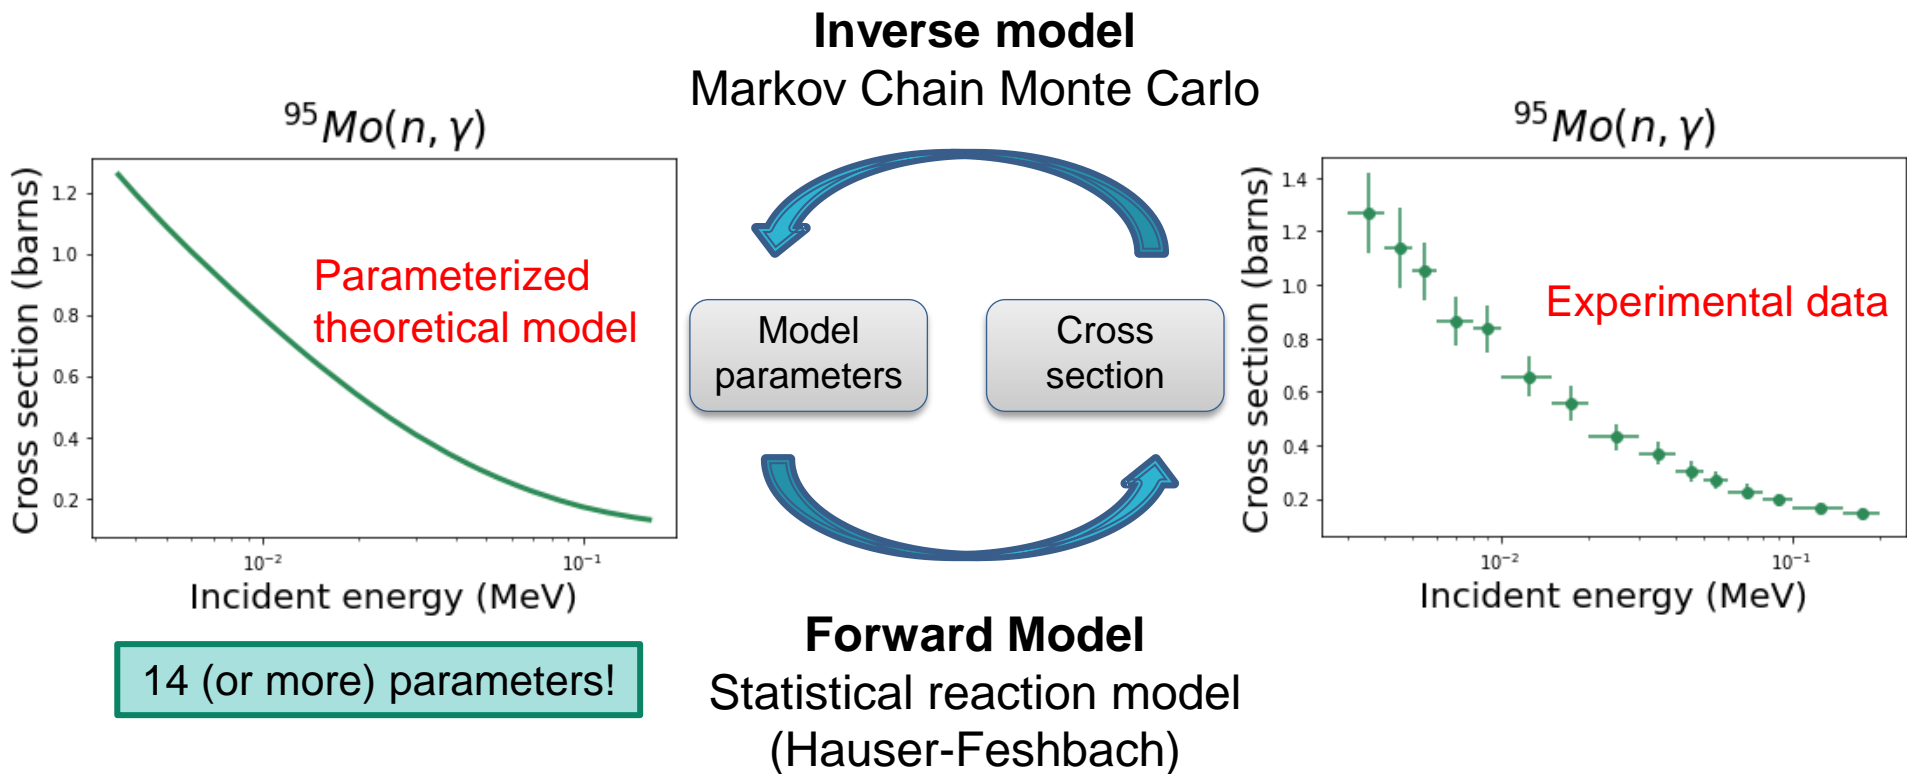 Inverse model
Markov Chain Monte Carlo
⁹⁵Mo(n, γ)
Cross section (barns)
1.2
1.0
0.8
0.6
0.4
0.2
Parameterized
theoretical model
10⁻²
10⁻¹
Incident energy (MeV)
14 (or more) parameters!
Model
parameters
Cross
section
Forward Model
Statistical reaction model
(Hauser-Feshbach)
⁹⁵Mo(n, γ)
Cross section (barns)
1.4
1.2
1.0
0.8
0.6
0.4
0.2
Experimental data
10⁻²
10⁻¹
Incident energy (MeV)